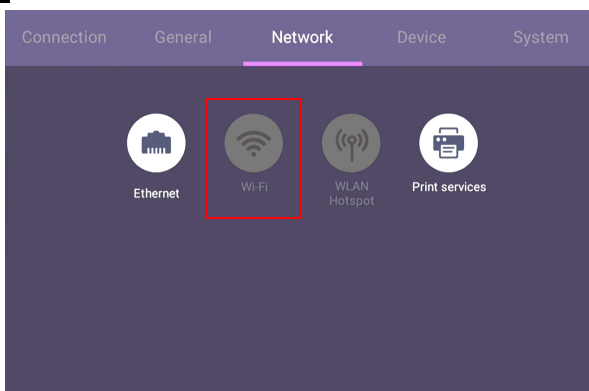 Connection General Network Device System
Ethernet Wi-Fi WLAN Print services
Hotspot